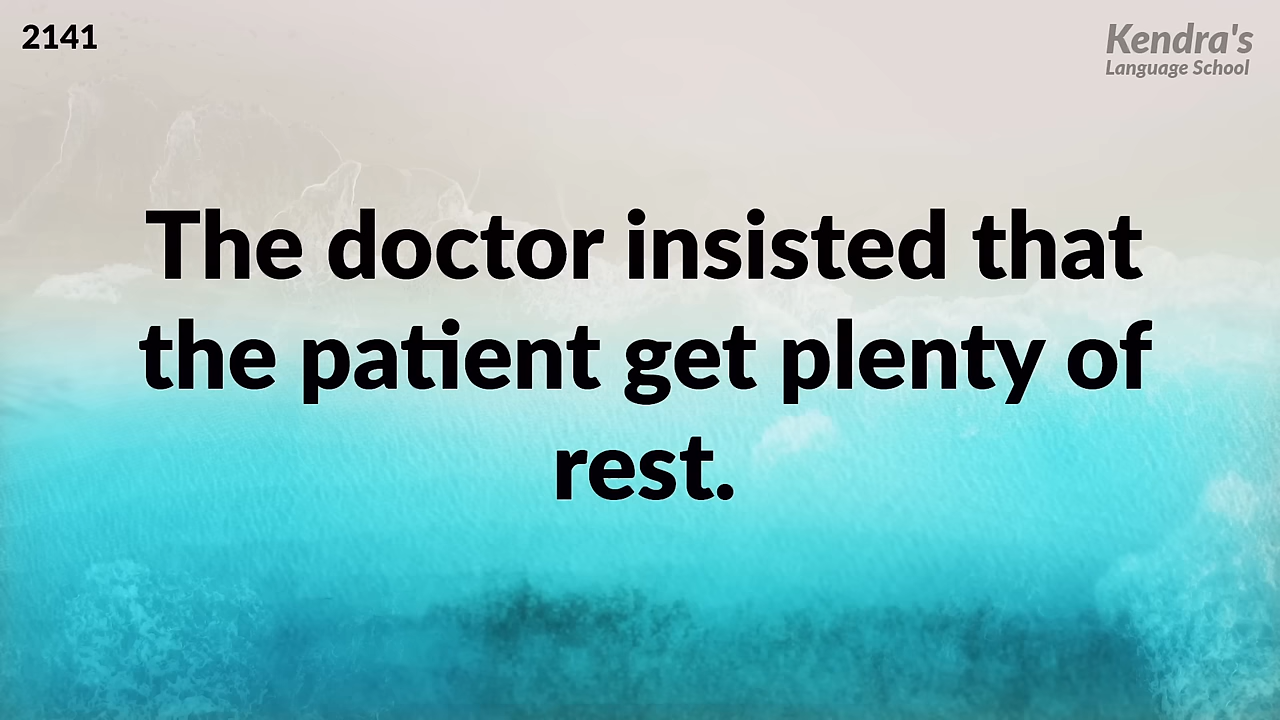 2141
Kendra's
Language School
The doctor insisted that
the patient get plenty of
rest.